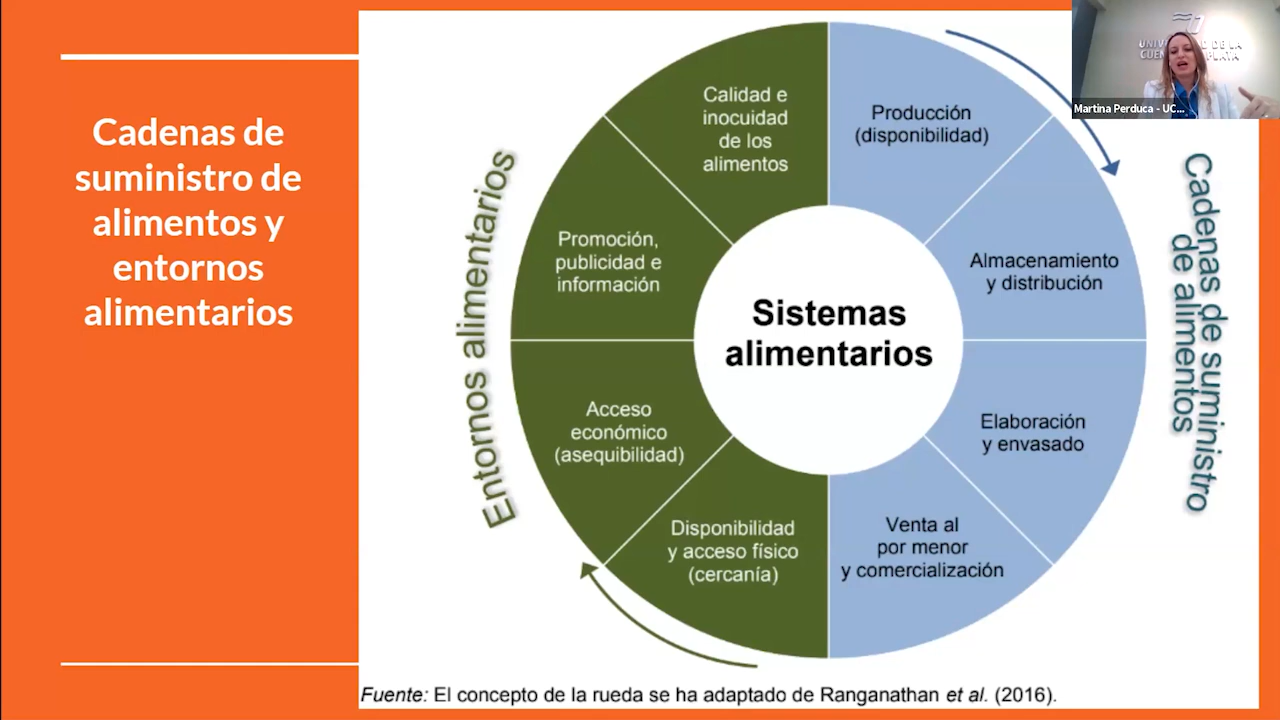 Cadenas de
suministro de
alimentos y
entornos
alimentarios
Entornos alimentarios
Calidad e
inocuidad
de los
alimentos
Promoción,
publicidad e
información
Acceso
económico
(asequibilidad)
Disponibilidad
y acceso físico
(cercanía)
Sistemas
alimentarios
Producción
(disponibilidad)
Almacenamiento
y distribución
Elaboración
y envasado
Venta al
por menor
y comercialización
Cadenas de suministro
de alimentos
Fuente: El concepto de la rueda se ha adaptado de Ranganathan et al. (2016).
Martina Perduca - UC...